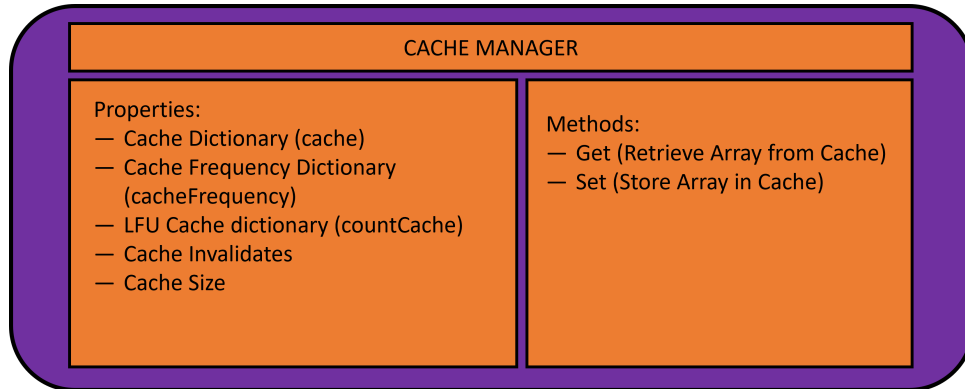 CACHE MANAGER
Properties:
— Cache Dictionary (cache)
— Cache Frequency Dictionary
(cacheFrequency)
— LFU Cache dictionary (countCache)
— Cache Invalidates
— Cache Size
Methods:
— Get (Retrieve Array from Cache)
— Set (Store Array in Cache)